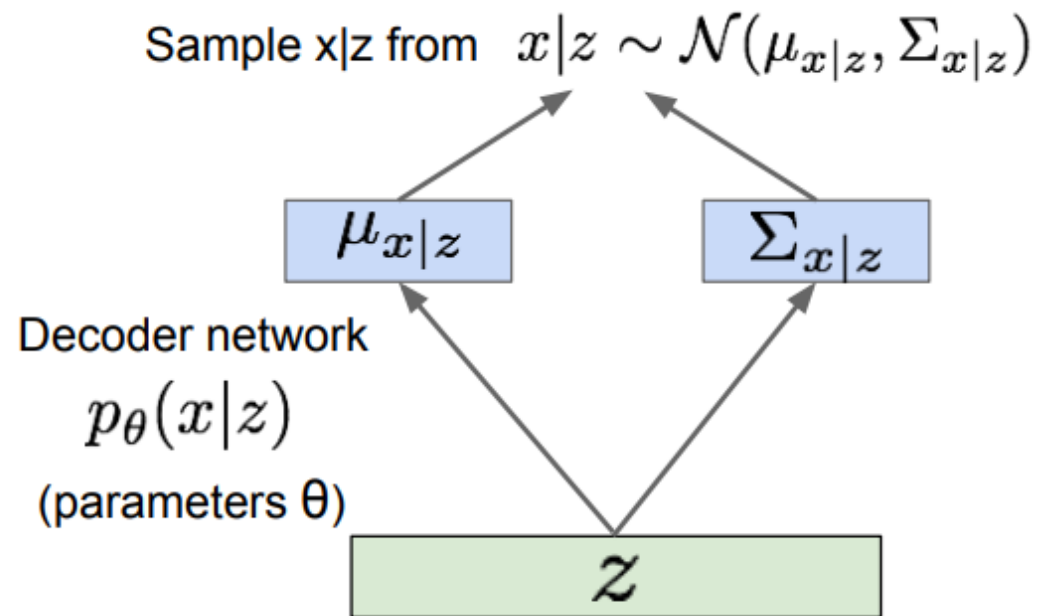 Sample x|z from x|z ∼ 𝒩(μ_{x|z}, Σ_{x|z})
μ_{x|z}
Σ_{x|z}
Decoder network
p_θ(x|z)
(parameters θ)
z